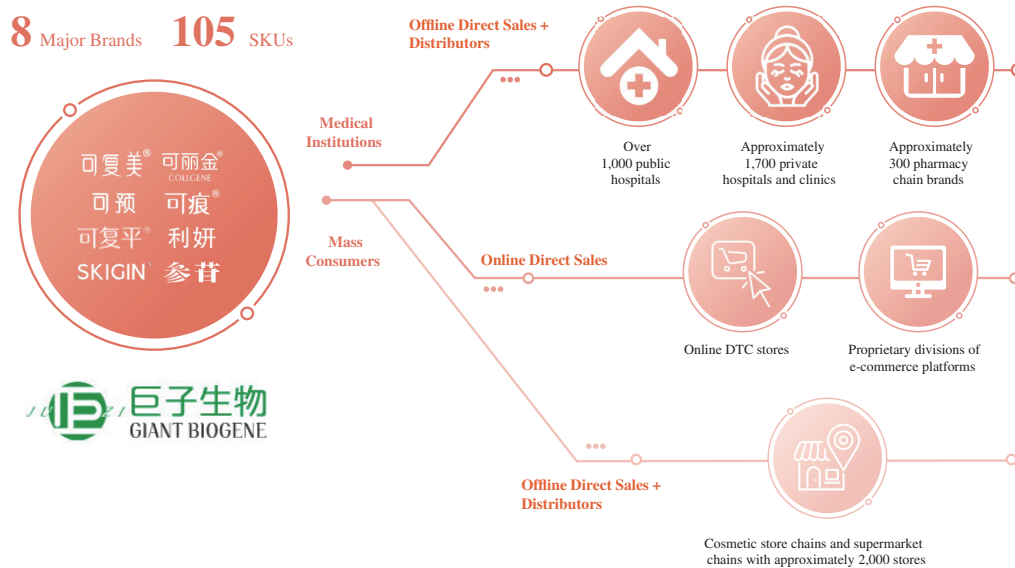 8 Major Brands 105 SKUs
可复美® 可丽金®
COLLGENE
可预 可痕®
可复平® 利妍
SKIGIN 参苷
JU ZI 巨子生物
GIANT BIOGENE
Medical
Institutions
Mass
Consumers
Offline Direct Sales +
Distributors
Over
1,000 public
hospitals
Approximately
1,700 private
hospitals and clinics
Approximately
300 pharmacy
chain brands
Online Direct Sales
Online DTC stores
Proprietary divisions of
e-commerce platforms
Offline Direct Sales +
Distributors
Cosmetic store chains and supermarket
chains with approximately 2,000 stores